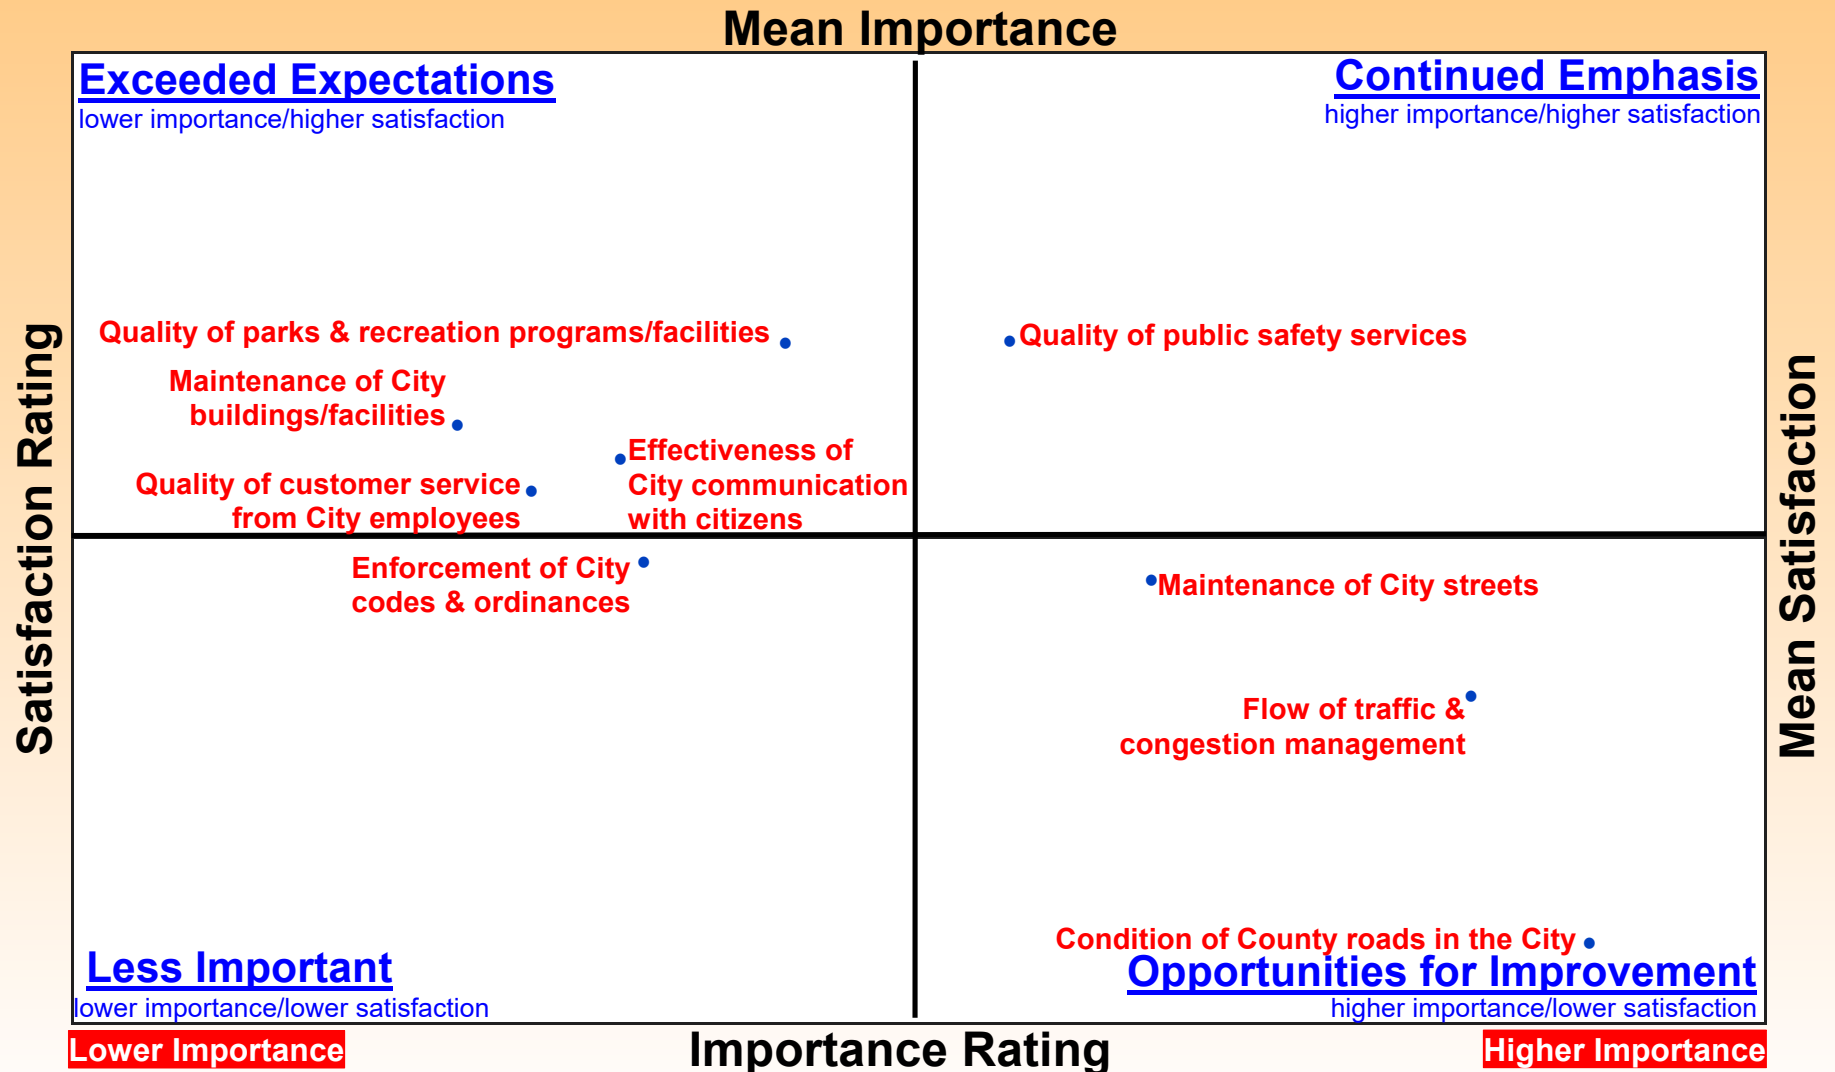 Mean Importance
Exceeded Expectations
lower importance/higher satisfaction
Continued Emphasis
higher importance/higher satisfaction
Satisfaction Rating
Mean Satisfaction
Quality of parks & recreation programs/facilities
Quality of public safety services
Maintenance of City
buildings/facilities
Effectiveness of
City communication
with citizens
Quality of customer service
from City employees
Enforcement of City
codes & ordinances
Maintenance of City streets
Flow of traffic &
congestion management
Condition of County roads in the City
Less Important
lower importance/lower satisfaction
Opportunities for Improvement
higher importance/lower satisfaction
Lower Importance
Importance Rating
Higher Importance